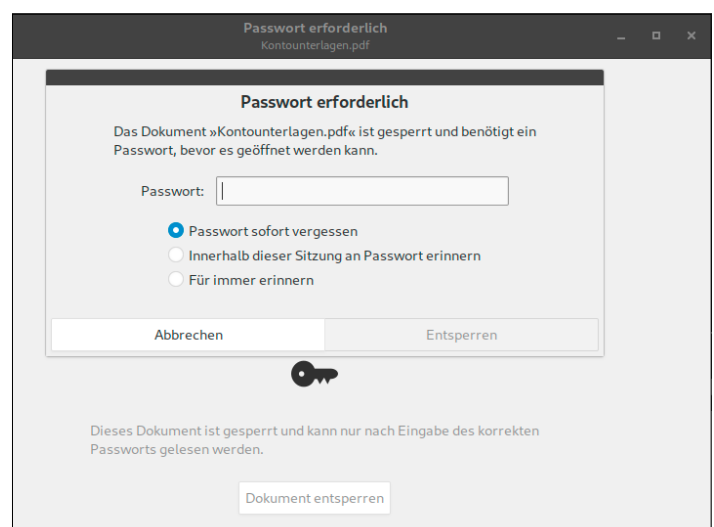 Passwort erforderlich
Kontounterlagen.pdf
Passwort erforderlich
Das Dokument »Kontounterlagen.pdf« ist gesperrt und benötigt ein
Passwort, bevor es geöffnet werden kann.
Passwort:
Passwort sofort vergessen
Innerhalb dieser Sitzung an Passwort erinnern
Für immer erinnern
Abbrechen Entsperren
Dieses Dokument ist gesperrt und kann nur nach Eingabe des korrekten
Passworts gelesen werden.
Dokument entsperren